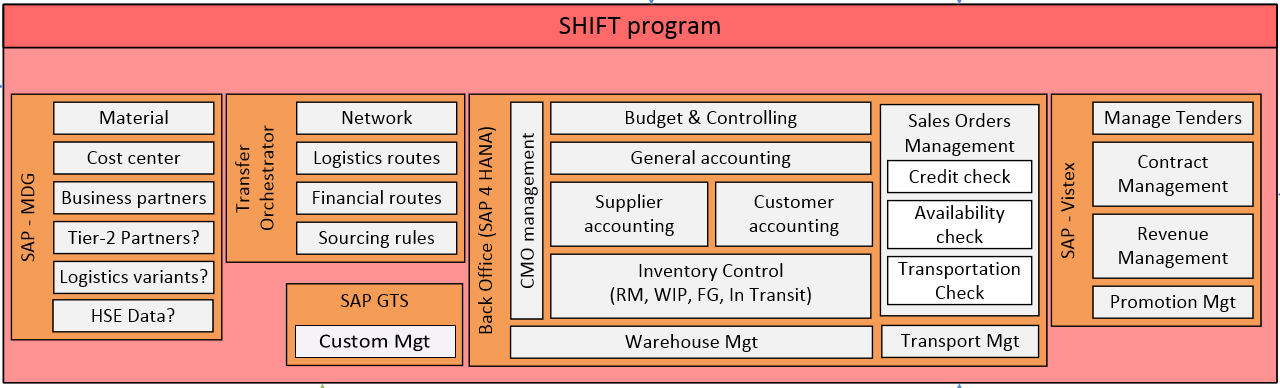 SHIFT program
SAP - MDG
Material
Cost center
Business partners
Tier-2 Partners?
Logistics variants?
HSE Data?
Transfer
Orchestrator
Network
Logistics routes
Financial routes
Sourcing rules
SAP GTS
Custom Mgt
Back Office (SAP 4 HANA)
CMO management
Budget & Controlling
General accounting
Supplier
accounting
Customer
accounting
Inventory Control
(RM, WIP, FG, In Transit)
Warehouse Mgt
Sales Orders
Management
Credit check
Availability
check
Transportation
Check
Transport Mgt
SAP - Vistex
Manage Tenders
Contract
Management
Revenue
Management
Promotion Mgt